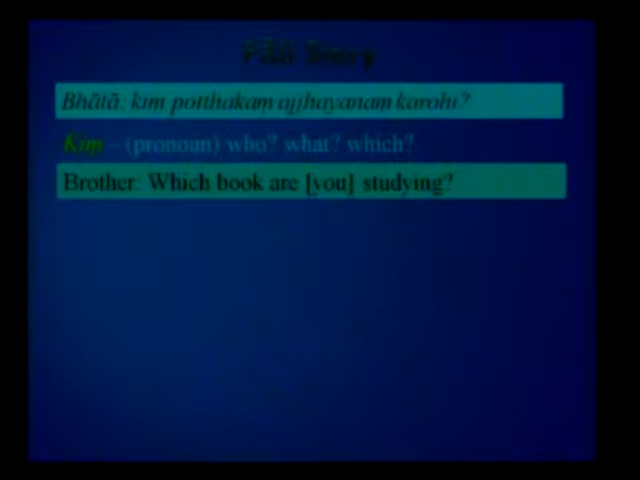 Pāli Story
Bhātā: kiṃ potthakaṃ ajjhayanaṃ karohi?
Kiṃ – (pronoun) who? what? which?
Brother: Which book are [you] studying?